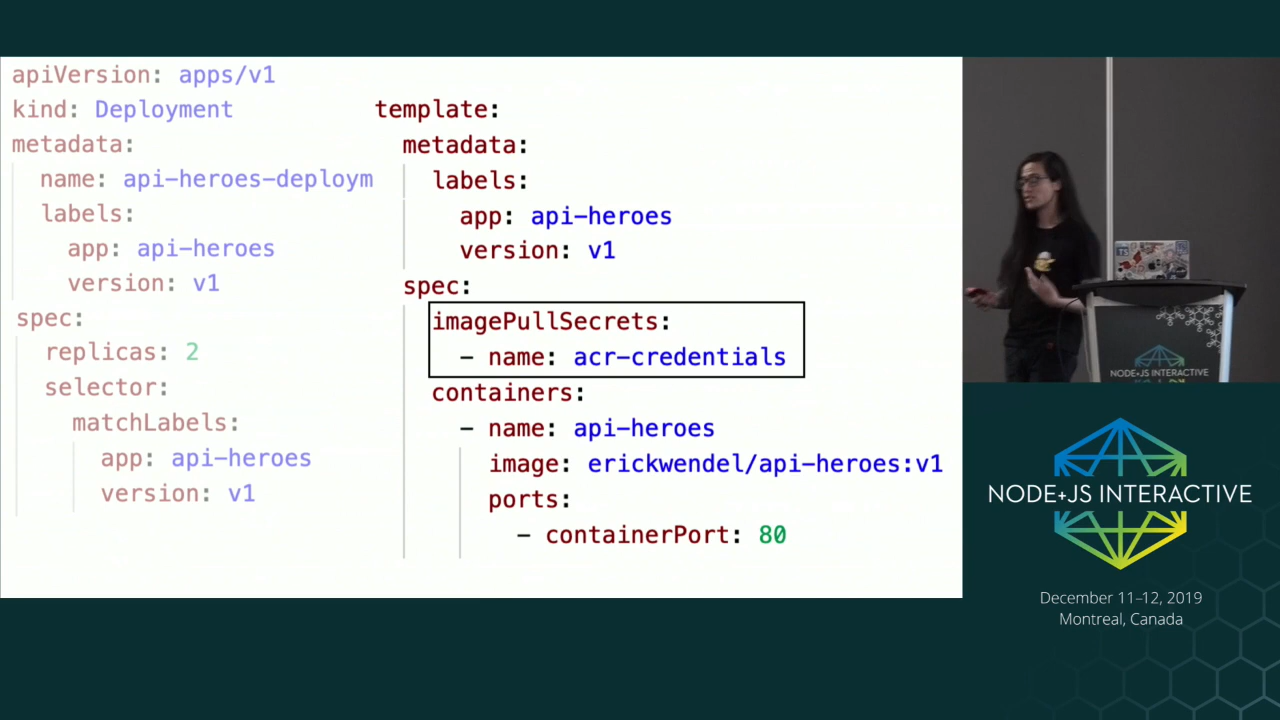 apiVersion: apps/v1
kind: Deployment
metadata:
name: api-heroes-deploym
labels:
app: api-heroes
version: v1
spec:
replicas: 2
selector:
matchLabels:
app: api-heroes
version: v1
template:
metadata:
labels:
app: api-heroes
version: v1
spec:
imagePullSecrets:
- name: acr-credentials
containers:
- name: api-heroes
image: erickwendel/api-heroes:v1
ports:
- containerPort: 80
NODE+JS INTERACTIVE
NODE+JS INTERACTIVE
December 11–12, 2019
Montreal, Canada